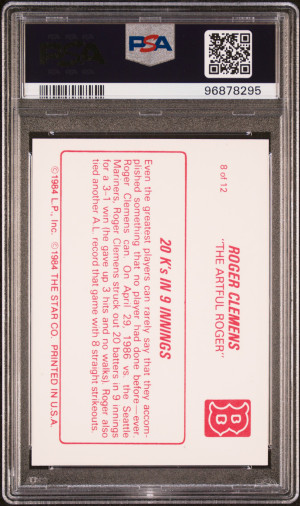 PSA
PSA
96878295
8 of 12
ROGER CLEMENS
"THE ARTFUL ROGER"
B
20 K's IN 9 INNINGS
Even the greatest players can rarely say that they accom-
plished something that no player had done before – ever.
Roger Clemens can. On April 29, 1986 vs. the Seattle
Mariners, Roger Clemens struck out 20 batters in 9 innings
for a 3-1 win (he gave up 3 hits and no walks). Roger also
tied another A.L. record that game with 8 straight strikeouts.
©1984 L.P., Inc. ©1984 THE STAR CO. PRINTED IN U.S.A.